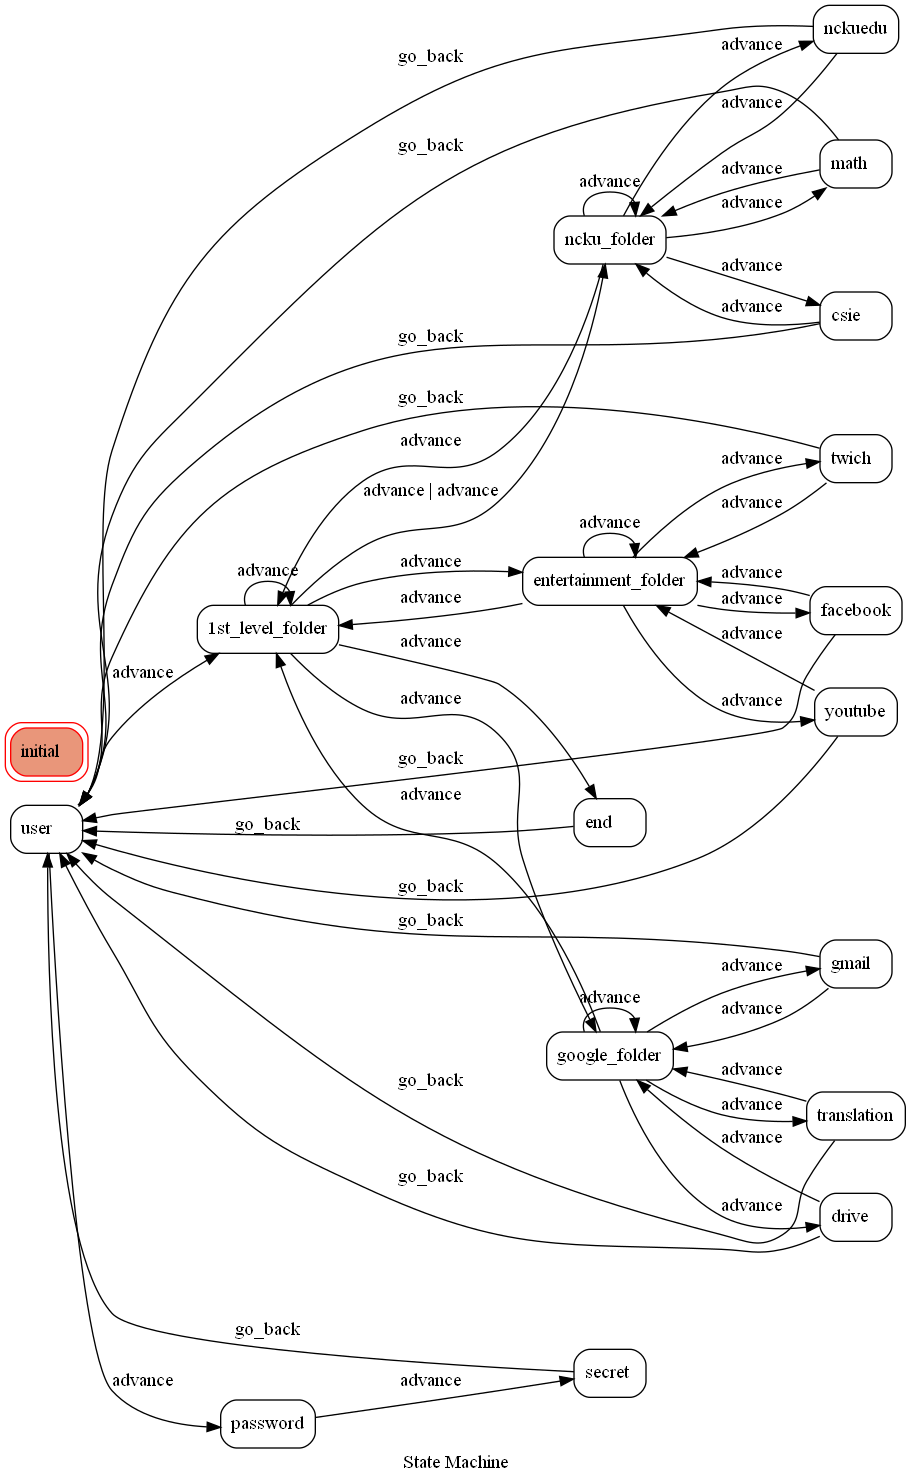 nckuedu
go_back
advance
advance
go_back
math
advance
advance
advance
ncku_folder
advance
csie
advance
go_back
go_back
advance
twich
advance
advance | advance
advance
advance
entertainment_folder
advance
advance
facebook
advance
advance
advance
1st_level_folder
advance
advance
advance
advance
youtube
advance
initial
go_back
advance
user
go_back
end
go_back
go_back
gmail
advance
advance
advance
google_folder
advance
go_back
advance
translation
advance
go_back
advance
drive
go_back
secret
advance
advance
password
State Machine